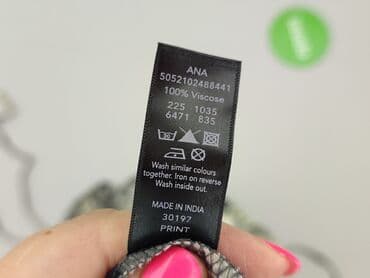 ANA
5052102488441
100% Viscose
225 1035
6471 835
Wash similar colours
together. Iron on reverse
Wash inside out.
MADE IN INDIA
30197
PRINT